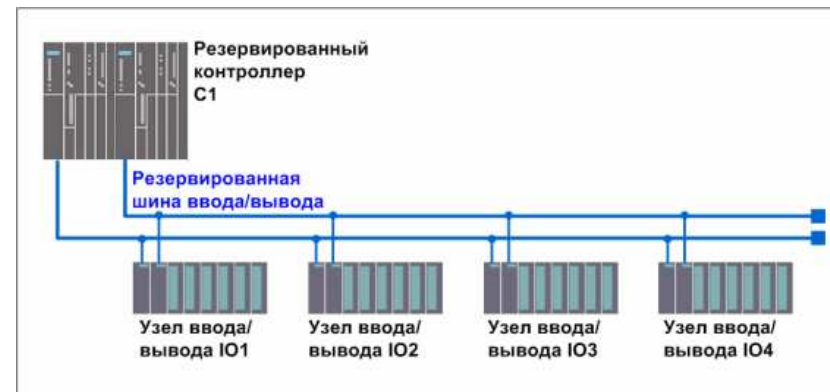 Резервированный
контроллер
C1
Резервированная
шина ввода/вывода
Узел ввода/
вывода IO1
Узел ввода/
вывода IO2
Узел ввода/
вывода IO3
Узел ввода/
вывода IO4